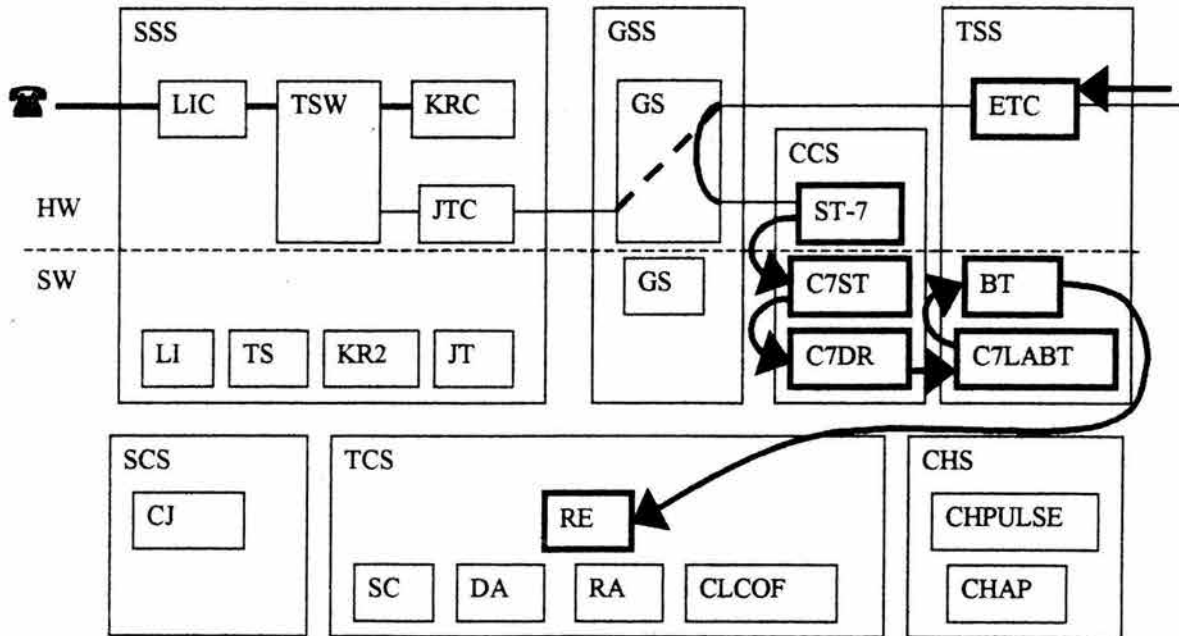 SSS
GSS
TSS
LIC
TSW
KRC
GS
ETC
CCS
HW
JTC
ST-7
SW
GS
C7ST
BT
LI
TS
KR2
JT
C7DR
C7LABT
SCS
TCS
CHS
CJ
RE
CHPULSE
SC
DA
RA
CLCOF
CHAP